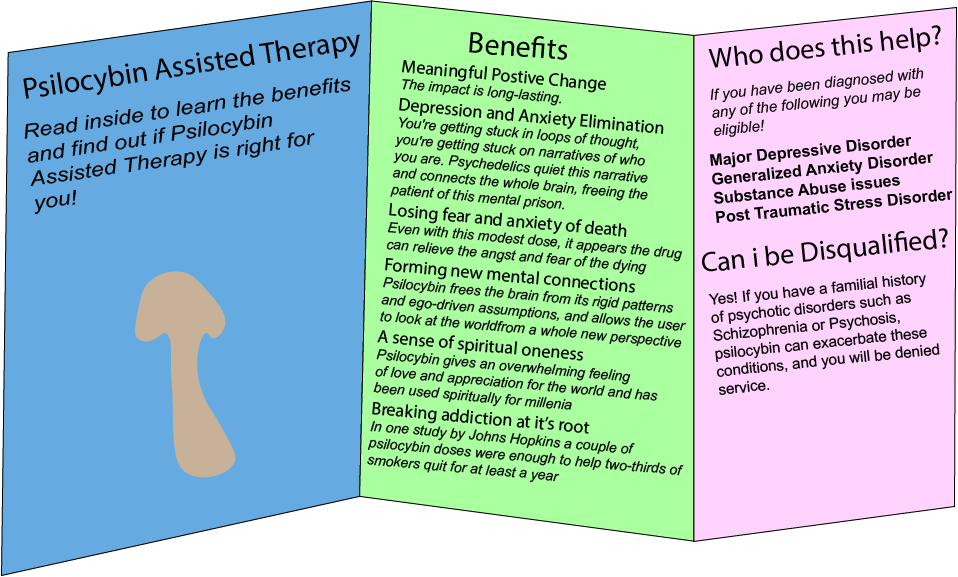 Psilocybin Assisted Therapy
Read inside to learn the benefits
and find out if Psilocybin
Assisted Therapy is right for
you!
Benefits
Meaningful Postive Change
The impact is long-lasting.
Depression and Anxiety Elimination
You're getting stuck in loops of thought,
you're getting stuck on narratives of who
you are. Psychedelics quiet this narrative
and connects the whole brain, freeing the
patient of this mental prison.
Losing fear and anxiety of death
Even with this modest dose, it appears the drug
can relieve the angst and fear of the dying
Forming new mental connections
Psilocybin frees the brain from its rigid patterns
and ego-driven assumptions, and allows the user
to look at the worldfrom a whole new perspective
A sense of spiritual oneness
Psilocybin gives an overwhelming feeling
of love and appreciation for the world and has
been used spiritually for millenia
Breaking addiction at it's root
In one study by Johns Hopkins a couple of
psilocybin doses were enough to help two-thirds of
smokers quit for at least a year
Who does this help?
If you have been diagnosed with
any of the following you may be
eligible!
Major Depressive Disorder
Generalized Anxiety Disorder
Substance Abuse issues
Post Traumatic Stress Disorder
Can i be Disqualified?
Yes! If you have a familial history
of psychotic disorders such as
Schizophrenia or Psychosis,
psilocybin can exacerbate these
conditions, and you will be denied
service.